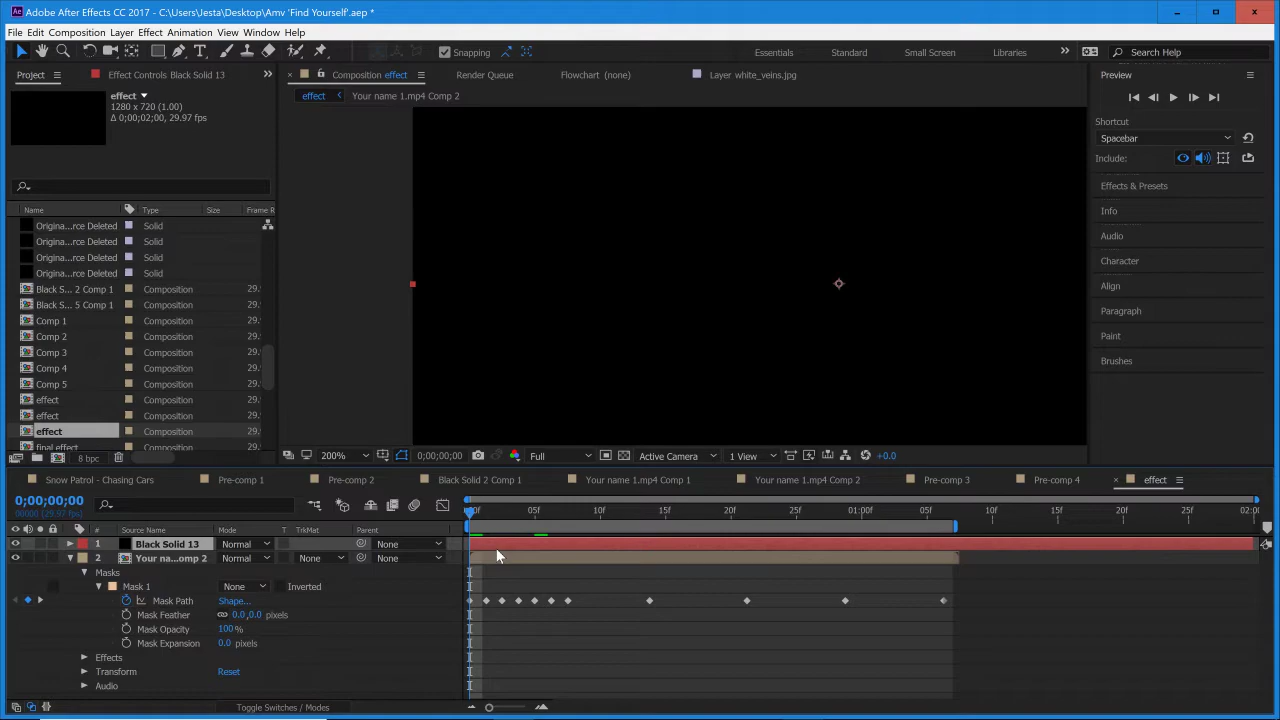 Adobe After Effects CC 2017 - C:\Users\Jesta\Desktop\Amv 'Find Yourself'.aep *
File Edit Composition Layer Effect Animation View Window Help
Snapping Essentials Standard Small Screen Libraries Search Help
Project Effect Controls Black Solid 13 Composition effect Render Queue Flowchart (none) Layer white_veins.jpg Preview
effect Your name 1.mp4 Comp 2
effect
1280 x 720 (1.00)
Δ 0;00;02;00, 29.97 fps
Shortcut
Spacebar
Include:
Effects & Presets
Info
Audio
Character
Align
Paragraph
Paint
Brushes
Name Type Size Frame R
Origina...rce Deleted Solid
Origina...rce Deleted Solid
Origina...rce Deleted Solid
Origina...rce Deleted Solid
Black S... 2 Comp 1 Composition 29.
Black S... 5 Comp 1 Composition 29.
Comp 1 Composition 29.
Comp 2 Composition 29.
Comp 3 Composition 29.
Comp 4 Composition 29.
Comp 5 Composition 29.
effect Composition 29.
effect Composition 29.
effect Composition 29.
final effect Composition 29.
8 bpc 200% 0;00;00;00 Full Active Camera 1 View +0.0
Snow Patrol - Chasing Cars Pre-comp 1 Pre-comp 2 Black Solid 2 Comp 1 Your name 1.mp4 Comp 1 Your name 1.mp4 Comp 2 Pre-comp 3 Pre-comp 4 effect
0;00;00;00
00000 (29.97 fps)
00f 05f 10f 15f 20f 25f 01:00f 05f 10f 15f 20f 25f 02:0
# Source Name Mode T TrkMat Parent
1 Black Solid 13 Normal None
2 Your na...omp 2 Normal None None
Masks
Mask 1 None Inverted
Mask Path Shape...
Mask Feather 0.0,0.0 pixels
Mask Opacity 100%
Mask Expansion 0.0 pixels
Effects
Transform Reset
Audio
Toggle Switches / Modes